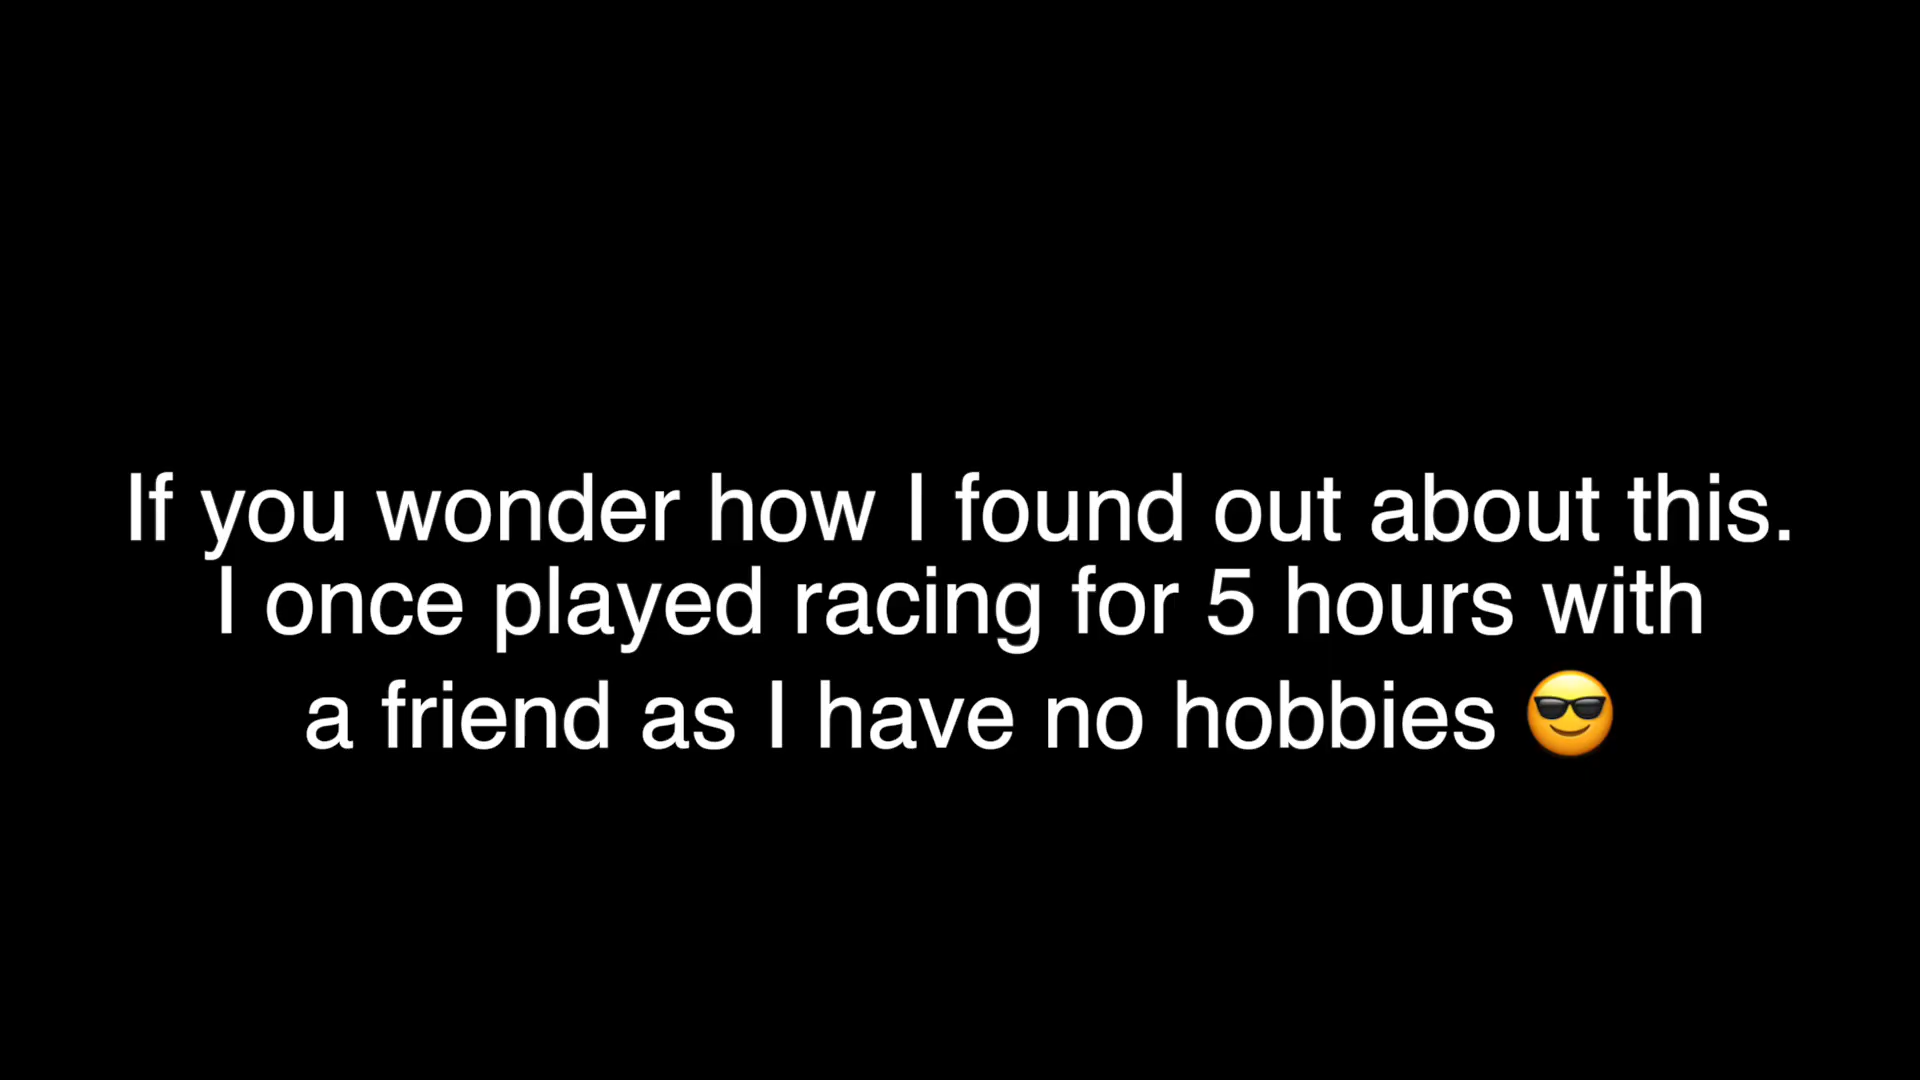 If you wonder how I found out about this.
I once played racing for 5 hours with
a friend as I have no hobbies 😎